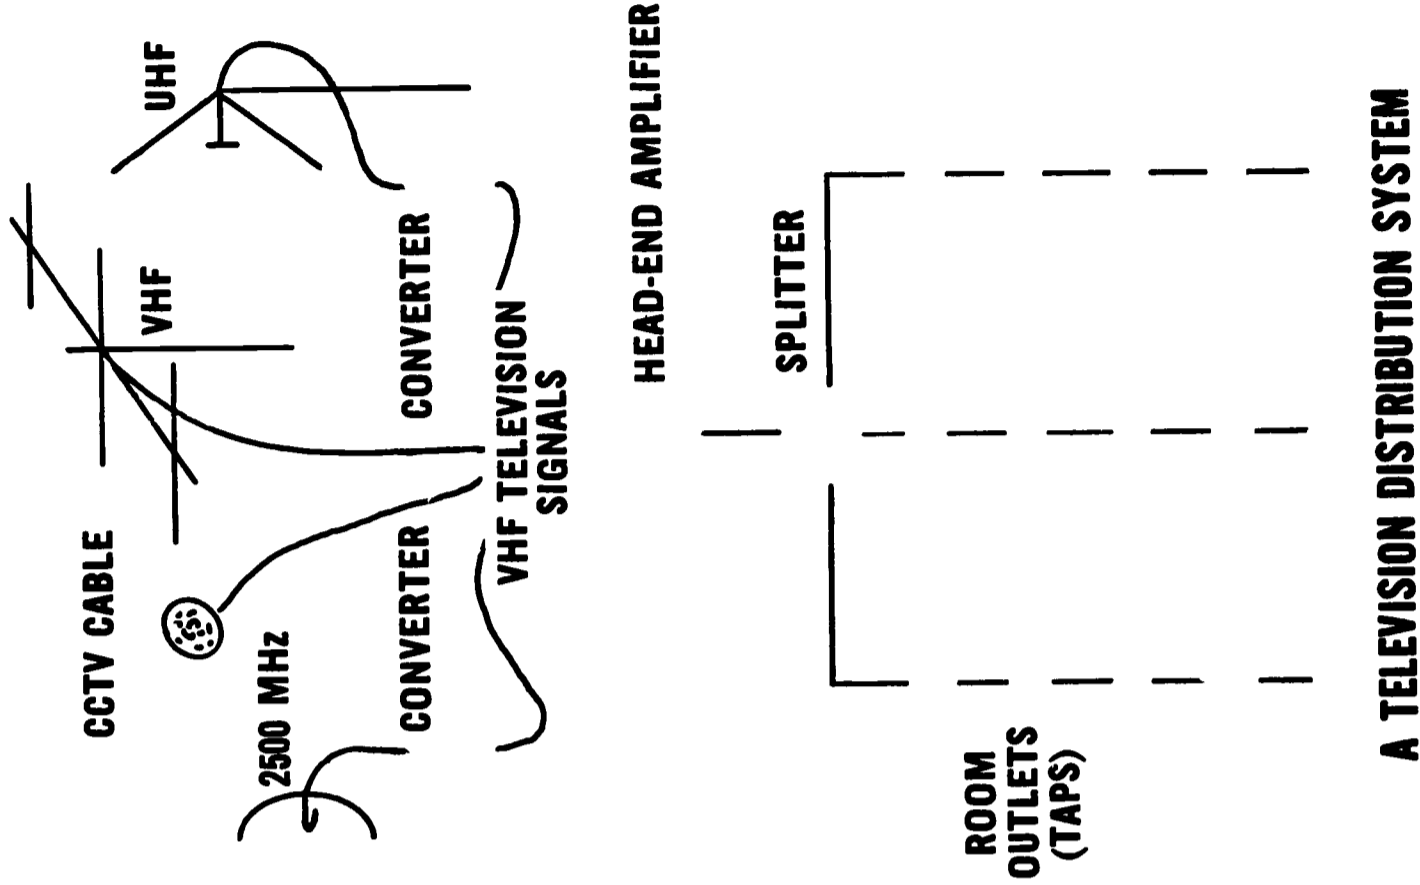 CCTV CABLE
VHF
UHF
2500 MHz
CONVERTER
CONVERTER
VHF TELEVISION
SIGNALS
HEAD-END AMPLIFIER
SPLITTER
ROOM
OUTLETS
(TAPS)
A TELEVISION DISTRIBUTION SYSTEM